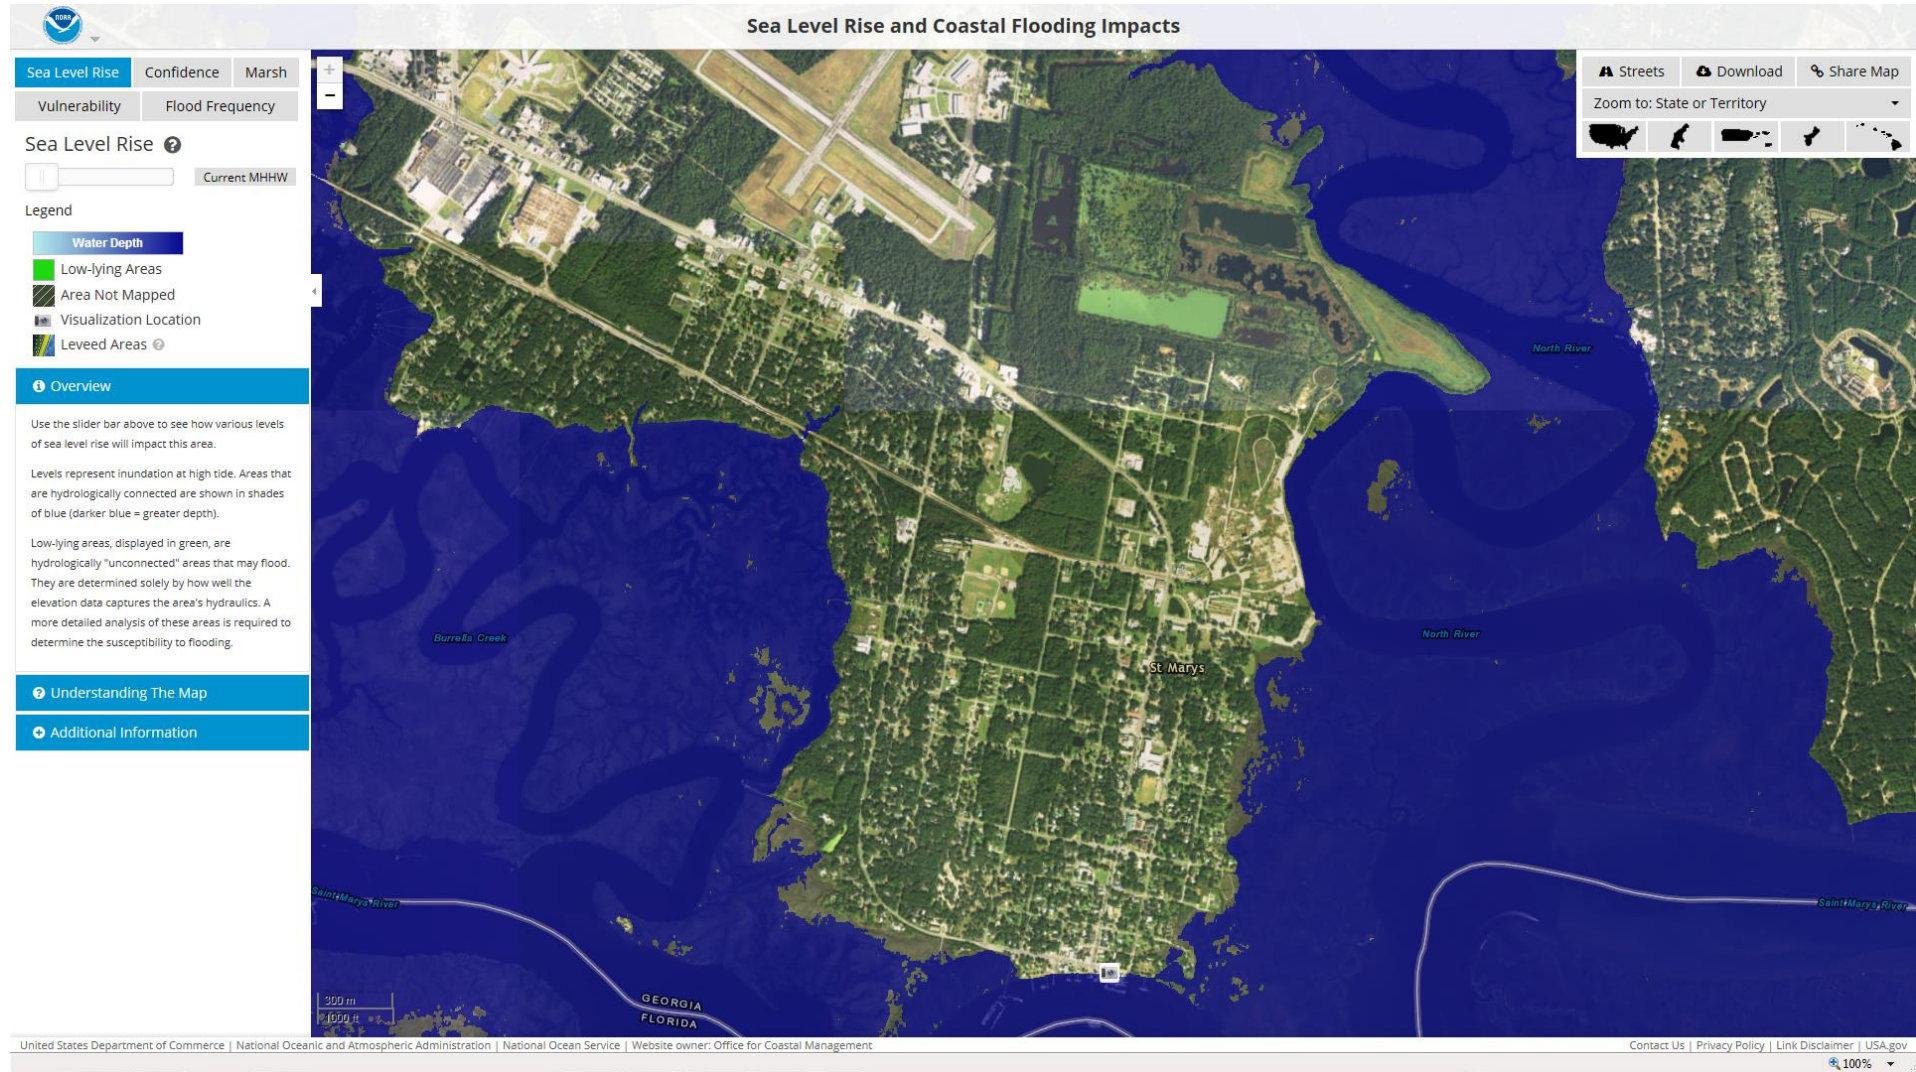 NOAA
Sea Level Rise and Coastal Flooding Impacts
Sea Level Rise
Confidence
Marsh
Vulnerability
Flood Frequency
Sea Level Rise ?
Current MHHW
Legend
Water Depth
Low-lying Areas
Area Not Mapped
Visualization Location
Leveed Areas ?
Overview
Use the slider bar above to see how various levels
of sea level rise will impact this area.
Levels represent inundation at high tide. Areas that
are hydrologically connected are shown in shades
of blue (darker blue = greater depth).
Low-lying areas, displayed in green, are
hydrologically "unconnected" areas that may flood.
They are determined solely by how well the
elevation data captures the area's hydraulics. A
more detailed analysis of these areas is required to
determine the susceptibility to flooding.
Understanding The Map
Additional Information
+
−
Streets
Download
Share Map
Zoom to: State or Territory
North River
Burrells Creek
North River
St Marys
Saint Marys River
Saint Marys River
GEORGIA
FLORIDA
300 m
1000 ft
United States Department of Commerce | National Oceanic and Atmospheric Administration | National Ocean Service | Website owner: Office for Coastal Management
Contact Us | Privacy Policy | Link Disclaimer | USA.gov
100%